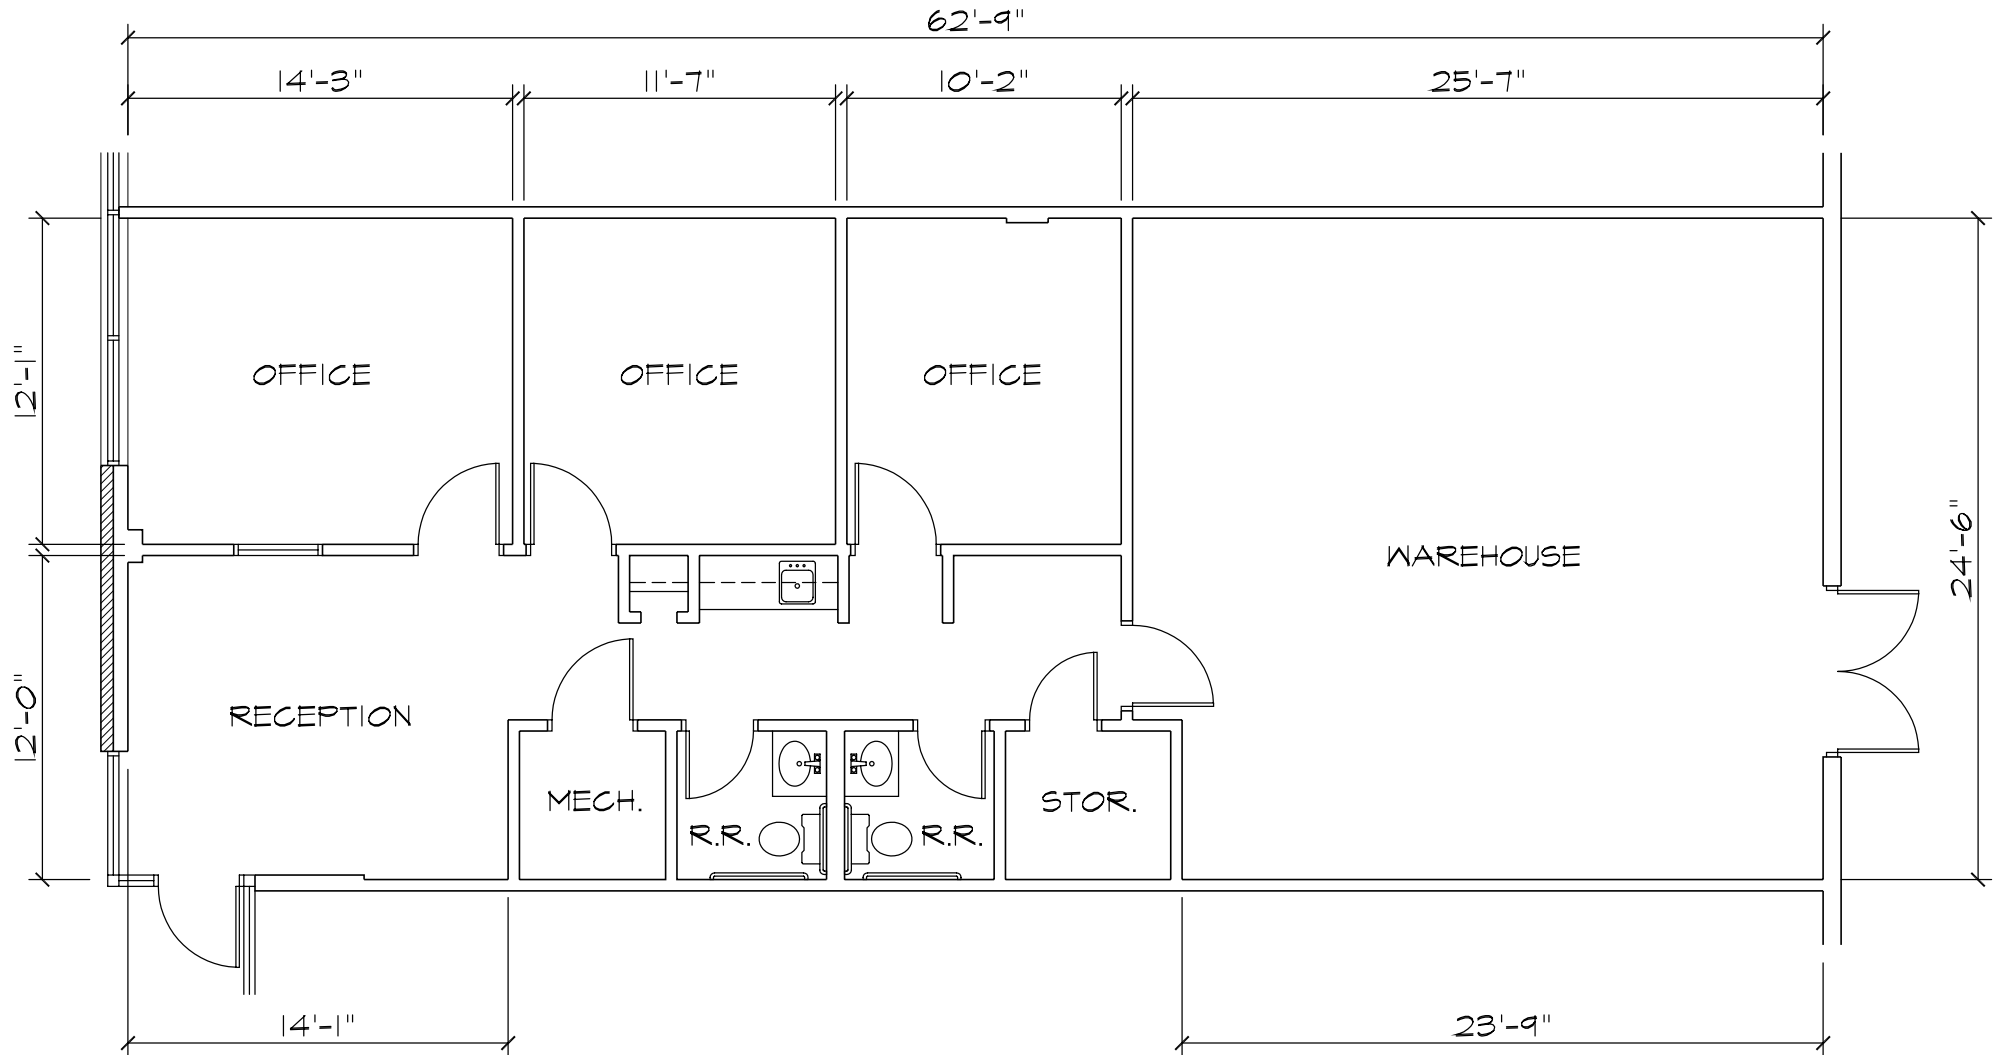 62'-9"
14'-3"
11'-7"
10'-2"
25'-7"
12'-1"
OFFICE
OFFICE
OFFICE
WAREHOUSE
24'-6"
12'-0"
RECEPTION
MECH.
R.R.
R.R.
STOR.
14'-1"
23'-9"